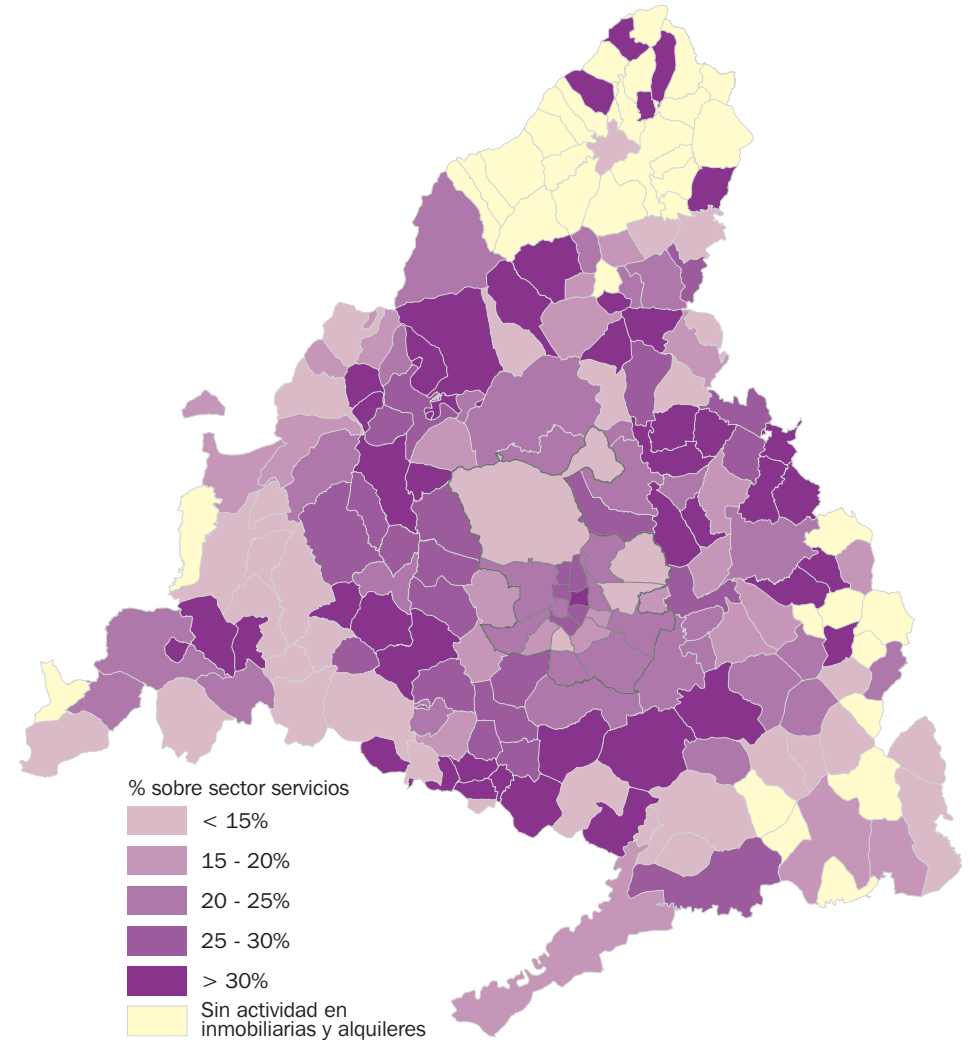 % sobre sector servicios
< 15%
15 - 20%
20 - 25%
25 - 30%
> 30%
Sin actividad en
inmobiliarias y alquileres